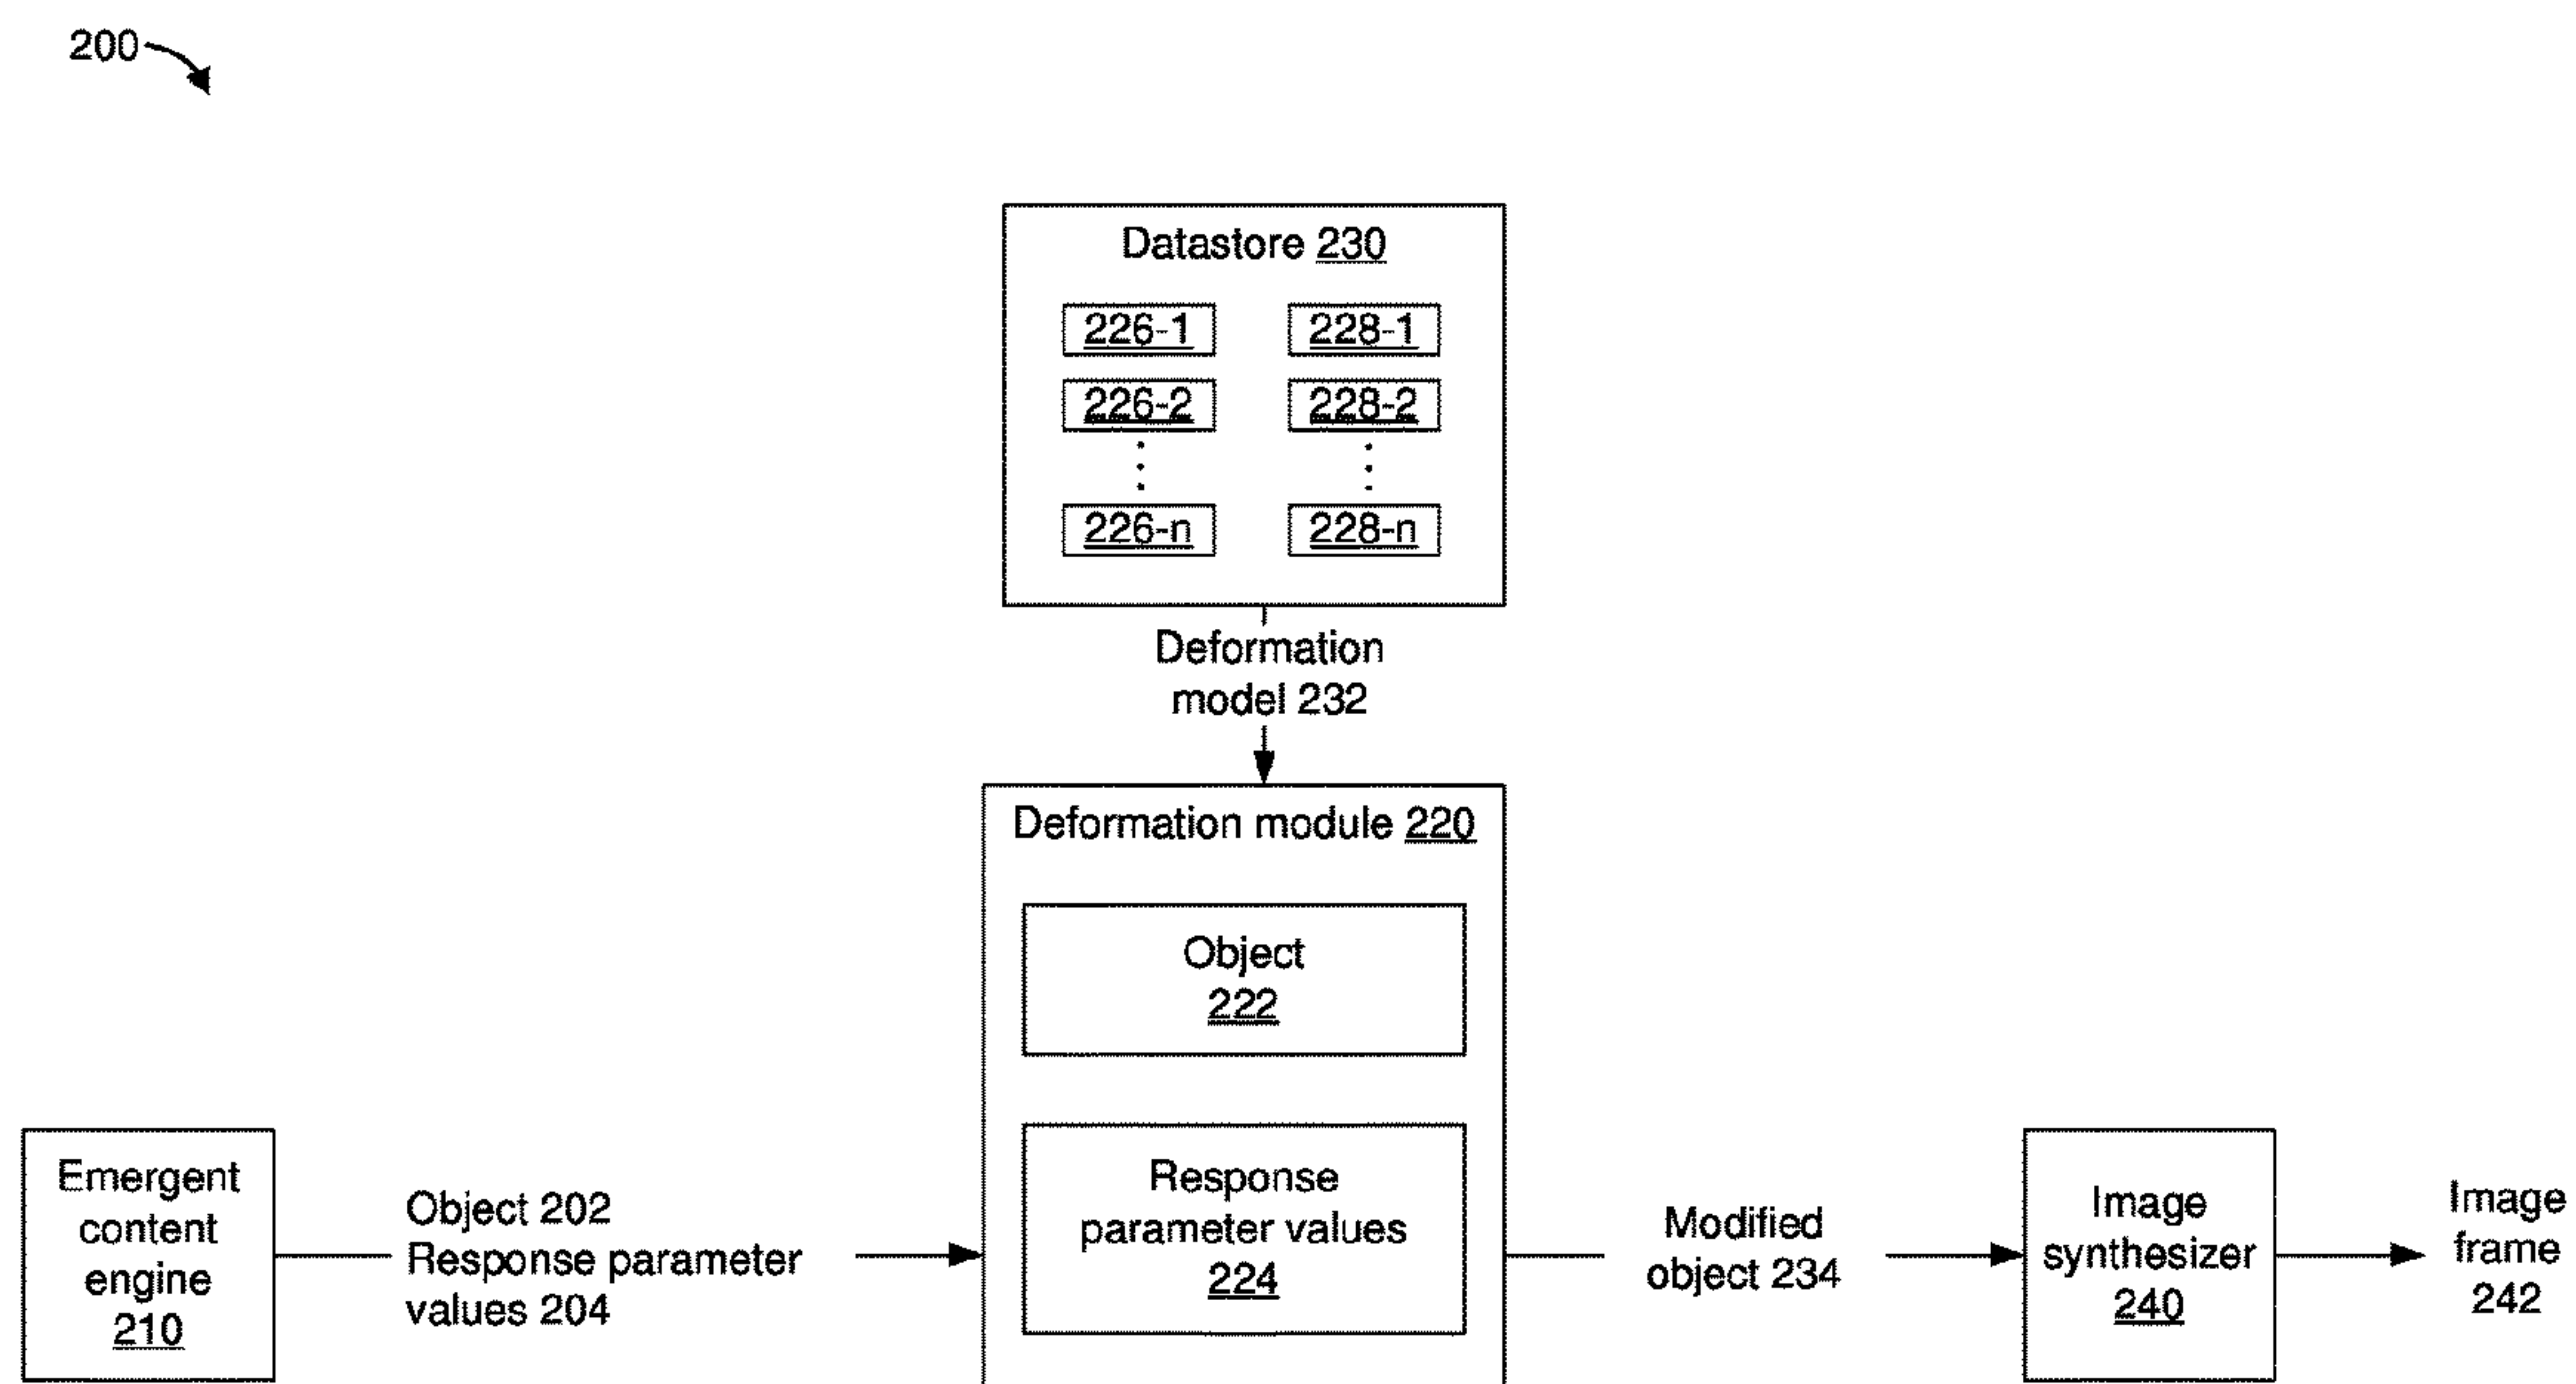 200
Datastore 230
226-1 228-1
226-2 228-2
226-n 228-n
Deformation
model 232
Deformation module 220
Object
222
Response
parameter values
224
Emergent
content
engine
210
Object 202
Response parameter
values 204
Modified
object 234
Image
synthesizer
240
Image
frame
242